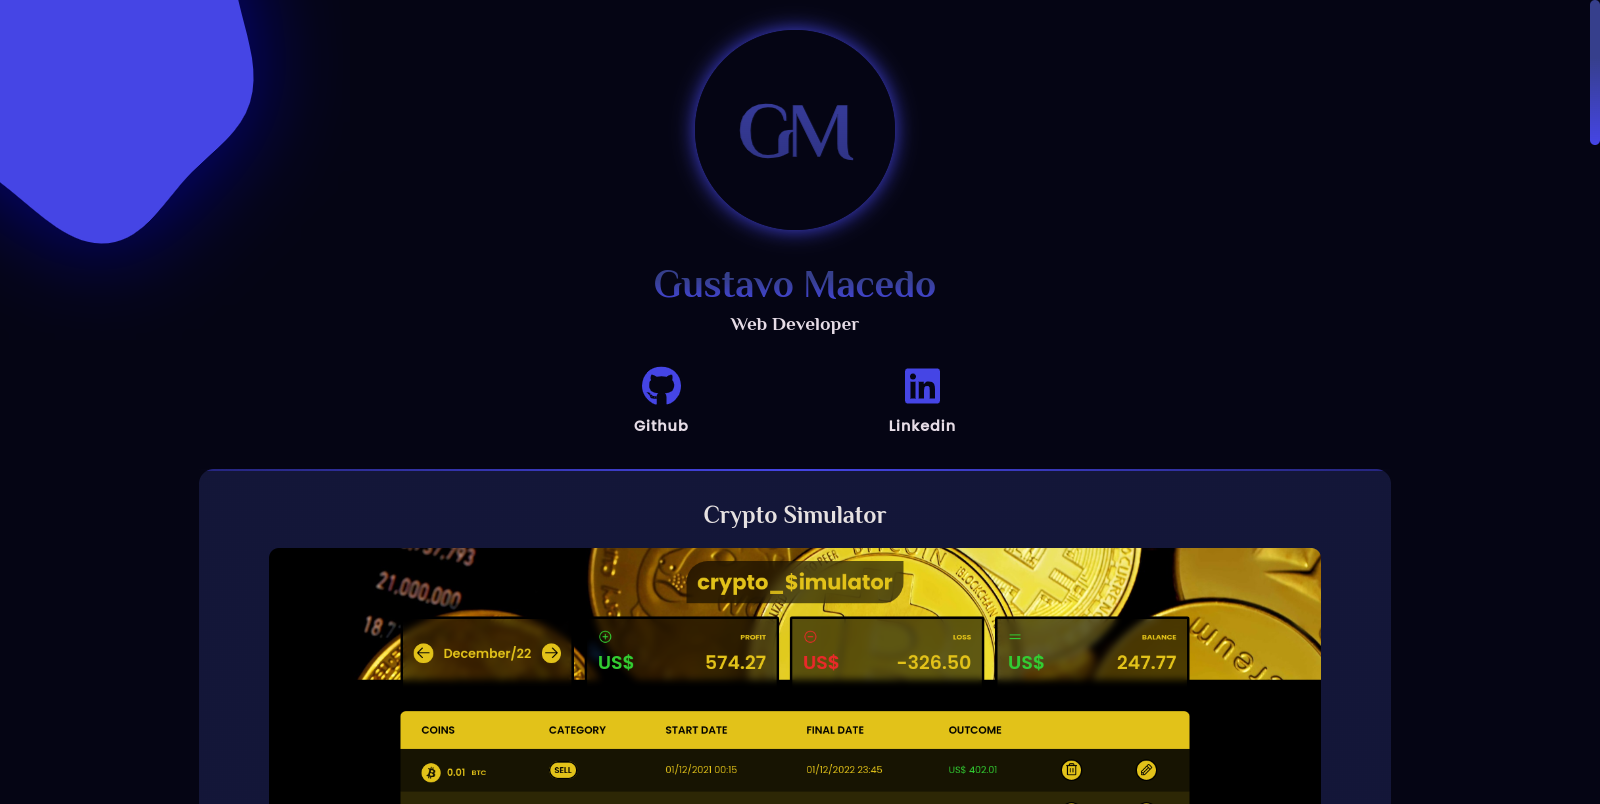 GM
Gustavo Macedo
Web Developer
Github
Linkedin
Crypto Simulator
21.000.000
crypto_$imulator
December/22
PROFIT
US$ 574.27
LOSS
US$ -326.50
BALANCE
US$ 247.77
COINS CATEGORY START DATE FINAL DATE OUTCOME
0.01 BTC SELL 01/12/2021 00:15 01/12/2022 23:45 US$ 402.01